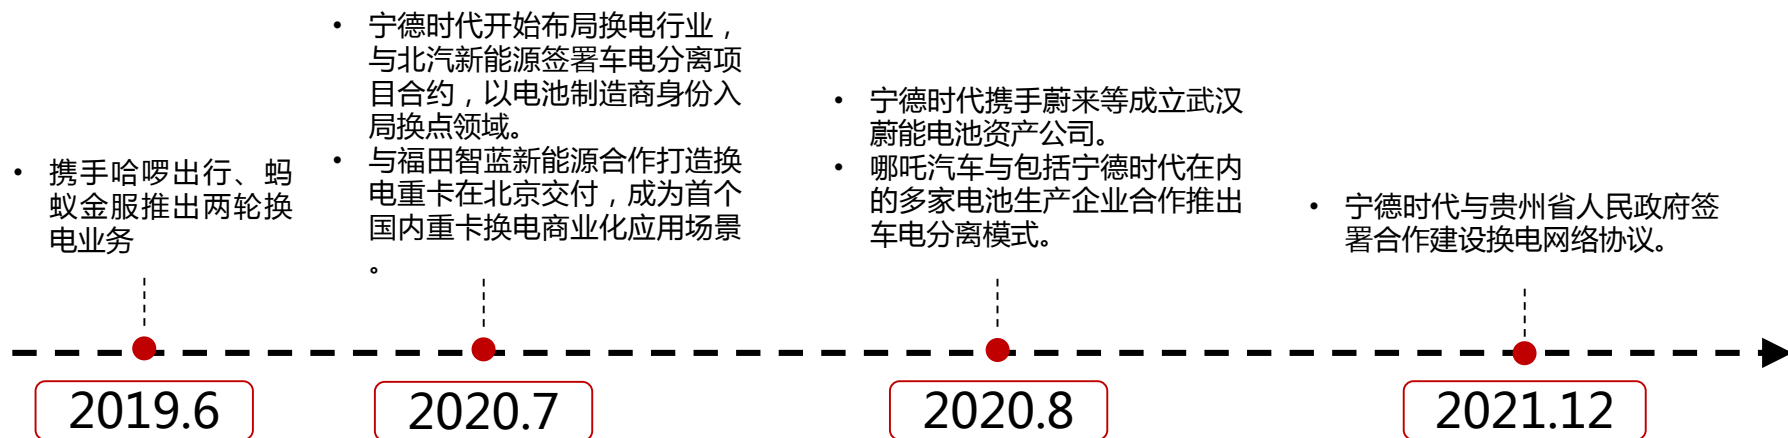 • 携手哈啰出行、蚂
蚁金服推出两轮换
电业务
2019.6
• 宁德时代开始布局换电行业，
与北汽新能源签署车电分离项
目合约，以电池制造商身份入
局换点领域。
• 与福田智蓝新能源合作打造换
电重卡在北京交付，成为首个
国内重卡换电商业化应用场景
。
2020.7
• 宁德时代携手蔚来等成立武汉
蔚能电池资产公司。
• 哪吒汽车与包括宁德时代在内
的多家电池生产企业合作推出
车电分离模式。
2020.8
• 宁德时代与贵州省人民政府签
署合作建设换电网络协议。
2021.12